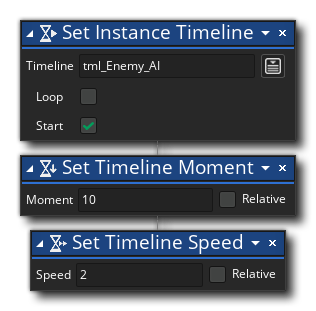 Set Instance Timeline
Timeline tml_Enemy_AI
Loop
Start
Set Timeline Moment
Moment 10 Relative
Set Timeline Speed
Speed 2 Relative